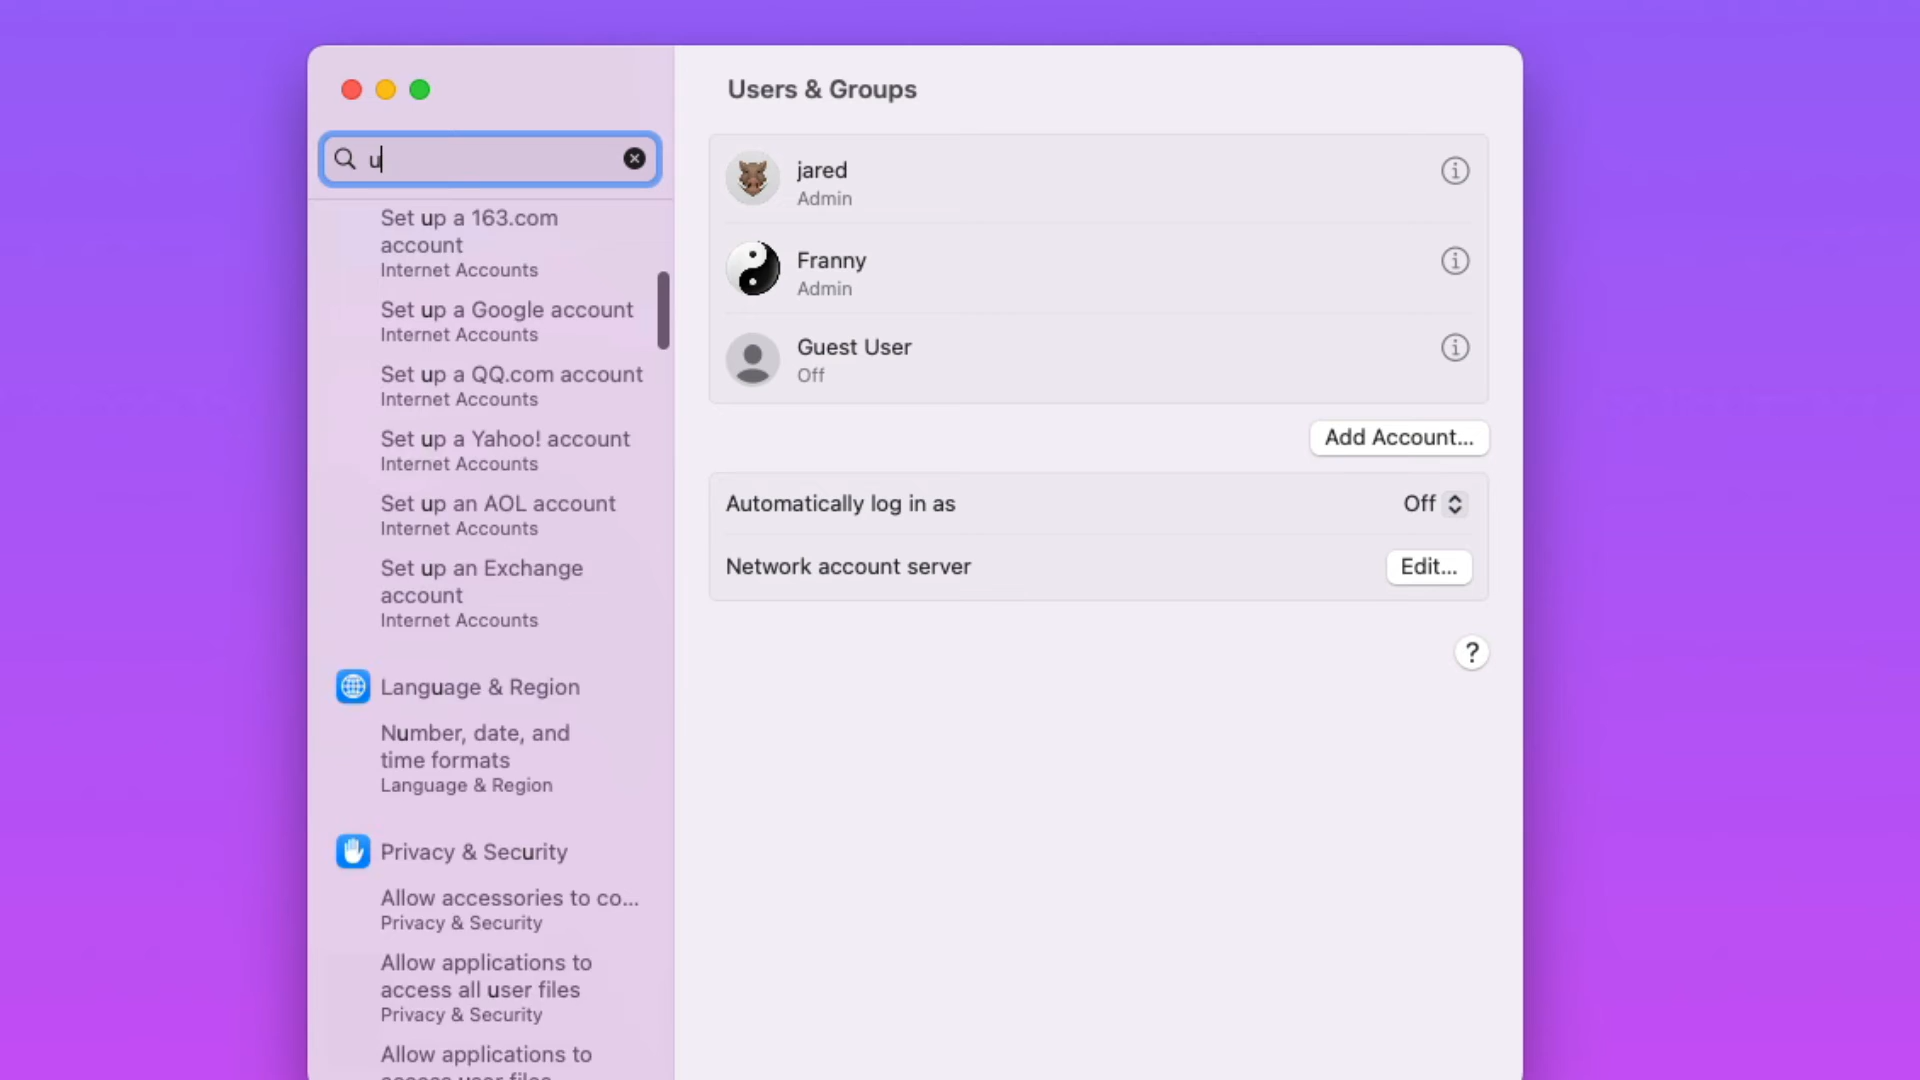 Users & Groups
u
Set up a 163.com
account
Internet Accounts
Set up a Google account
Internet Accounts
Set up a QQ.com account
Internet Accounts
Set up a Yahoo! account
Internet Accounts
Set up an AOL account
Internet Accounts
Set up an Exchange
account
Internet Accounts
Language & Region
Number, date, and
time formats
Language & Region
Privacy & Security
Allow accessories to co...
Privacy & Security
Allow applications to
access all user files
Privacy & Security
Allow applications to
access user files
jared
Admin
Franny
Admin
Guest User
Off
Add Account...
Automatically log in as
Off
Network account server
Edit...
?